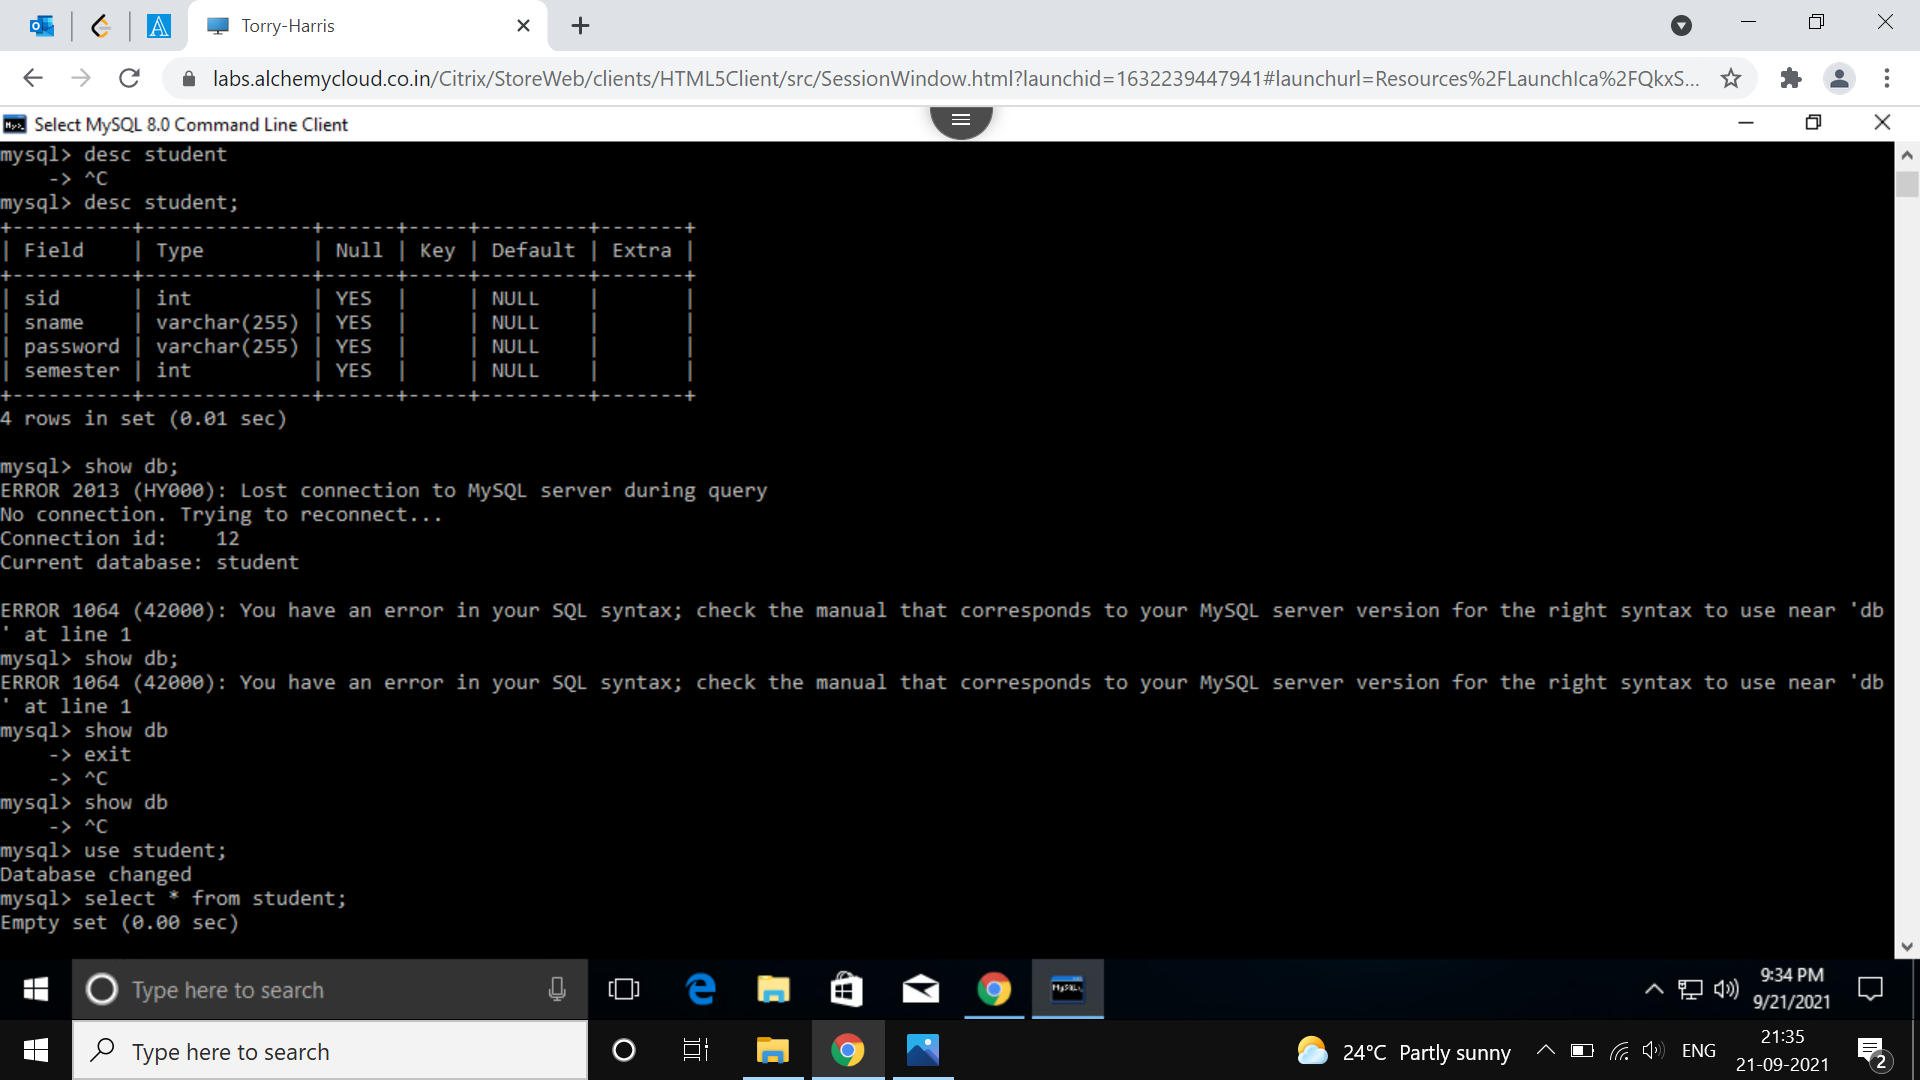 Torry-Harris
labs.alchemycloud.co.in/Citrix/StoreWeb/clients/HTML5Client/src/SessionWindow.html?launchid=1632239447941#launchurl=Resources%2FLaunchIca%2FQkxS...
Select MySQL 8.0 Command Line Client
mysql> desc student
    -> ^C
mysql> desc student;
+----------+--------------+------+-----+---------+-------+
| Field    | Type         | Null | Key | Default | Extra |
+----------+--------------+------+-----+---------+-------+
| sid      | int          | YES  |     | NULL    |       |
| sname    | varchar(255) | YES  |     | NULL    |       |
| password | varchar(255) | YES  |     | NULL    |       |
| semester | int          | YES  |     | NULL    |       |
+----------+--------------+------+-----+---------+-------+
4 rows in set (0.01 sec)
mysql> show db;
ERROR 2013 (HY000): Lost connection to MySQL server during query
No connection. Trying to reconnect...
Connection id:    12
Current database: student
ERROR 1064 (42000): You have an error in your SQL syntax; check the manual that corresponds to your MySQL server version for the right syntax to use near 'db
' at line 1
mysql> show db;
ERROR 1064 (42000): You have an error in your SQL syntax; check the manual that corresponds to your MySQL server version for the right syntax to use near 'db
' at line 1
mysql> show db
    -> exit
    -> ^C
mysql> show db
    -> ^C
mysql> use student;
Database changed
mysql> select * from student;
Empty set (0.00 sec)
Type here to search
9:34 PM
9/21/2021
Type here to search
24°C Partly sunny
ENG
21:35
21-09-2021
2